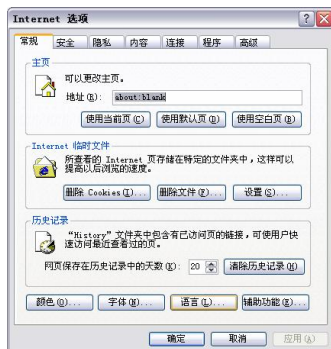 Internet 选项
常规 安全 隐私 内容 连接 程序 高级
主页
可以更改主页。
地址(R): about:blank
使用当前页(C) 使用默认页(D) 使用空白页(B)
Internet 临时文件
所查看的 Internet 页存储在特定的文件夹中，这样可以
提高以后浏览的速度。
删除 Cookies(I)... 删除文件(F)... 设置(S)...
历史记录
“History”文件夹中包含有已访问页的链接，可使用户快
速访问最近查看过的页。
网页保存在历史记录中的天数(K): 20 清除历史记录(H)
颜色(O)... 字体(N)... 语言(L)... 辅助功能(E)...
确定 取消 应用(A)